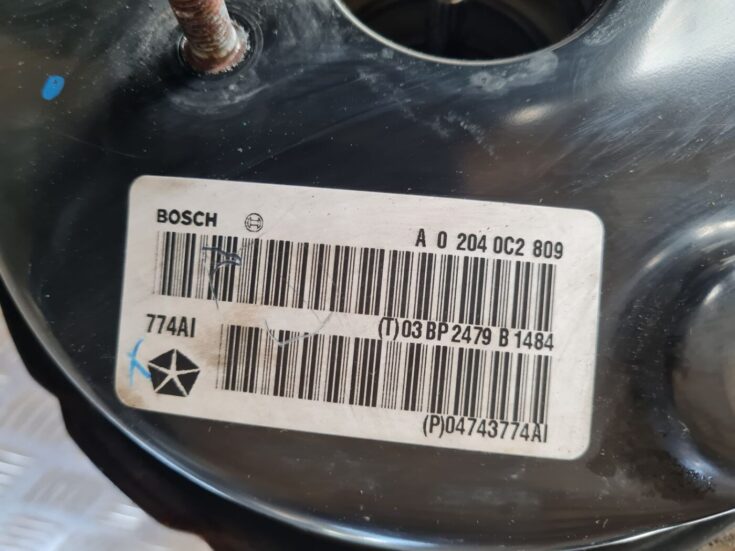 BOSCH
A 0 204 0C2 809
774AI
(T)03 BP 2479 B 1484
(P)04743774AI